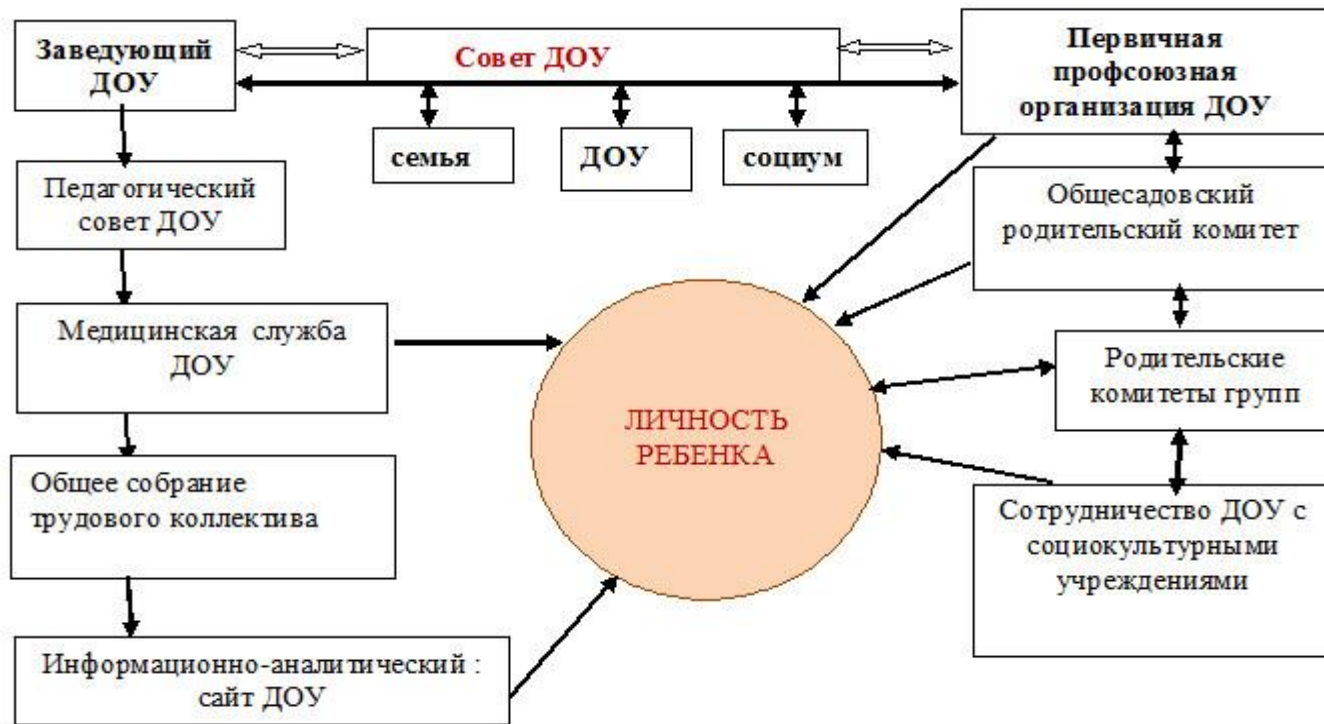 Заведующий
ДОУ
Совет ДОУ
Первичная
профсоюзная
организация ДОУ
семья
ДОУ
социум
Педагогический
совет ДОУ
Общесадовский
родительский комитет
Медицинская служба
ДОУ
Родительские
комитеты групп
ЛИЧНОСТЬ
РЕБЕНКА
Общее собрание
трудового коллектива
Сотрудничество ДОУ с
социокультурными
учреждениями
Информационно-аналитический :
сайт ДОУ